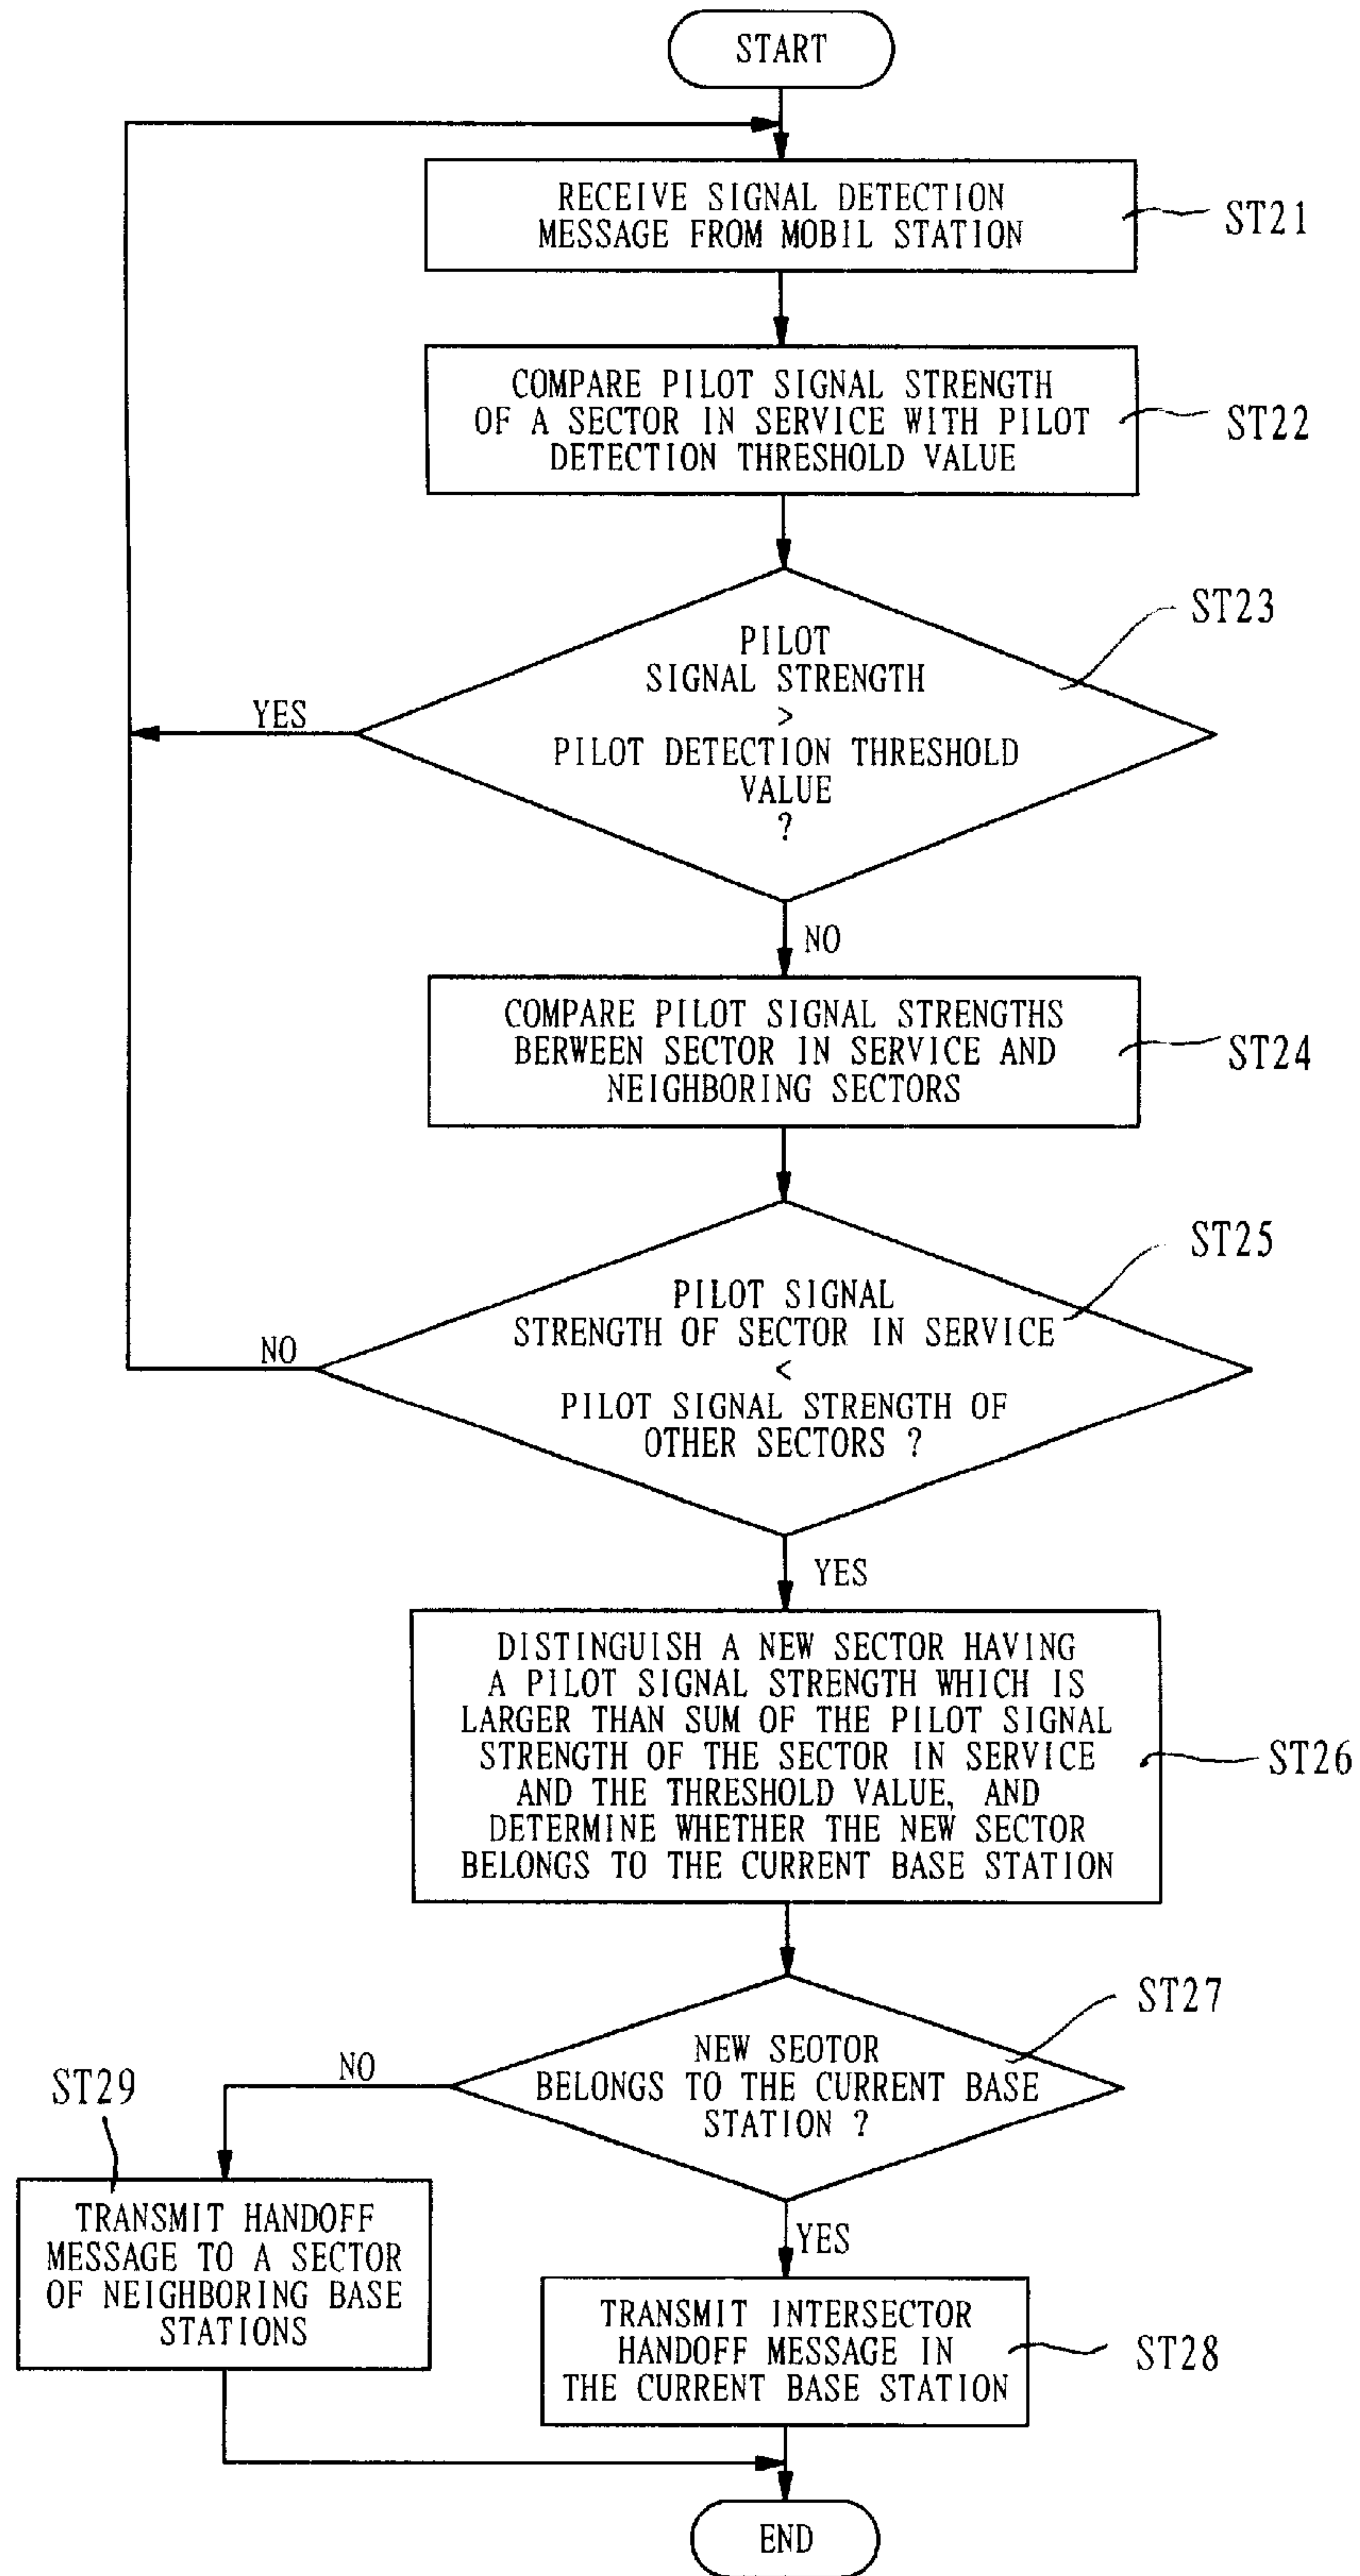 START
RECEIVE SIGNAL DETECTION
MESSAGE FROM MOBIL STATION
ST21
COMPARE PILOT SIGNAL STRENGTH
OF A SECTOR IN SERVICE WITH PILOT
DETECTION THRESHOLD VALUE
ST22
PILOT
SIGNAL STRENGTH
>
PILOT DETECTION THRESHOLD
VALUE
?
ST23
YES
NO
COMPARE PILOT SIGNAL STRENGTHS
BERWEEN SECTOR IN SERVICE AND
NEIGHBORING SECTORS
ST24
PILOT SIGNAL
STRENGTH OF SECTOR IN SERVICE
<
PILOT SIGNAL STRENGTH OF
OTHER SECTORS ?
ST25
NO
YES
DISTINGUISH A NEW SECTOR HAVING
A PILOT SIGNAL STRENGTH WHICH IS
LARGER THAN SUM OF THE PILOT SIGNAL
STRENGTH OF THE SECTOR IN SERVICE
AND THE THRESHOLD VALUE, AND
DETERMINE WHETHER THE NEW SECTOR
BELONGS TO THE CURRENT BASE STATION
ST26
NEW SEOTOR
BELONGS TO THE CURRENT BASE
STATION ?
ST27
NO
YES
ST29
TRANSMIT HANDOFF
MESSAGE TO A SECTOR
OF NEIGHBORING BASE
STATIONS
TRANSMIT INTERSECTOR
HANDOFF MESSAGE IN
THE CURRENT BASE STATION
ST28
END